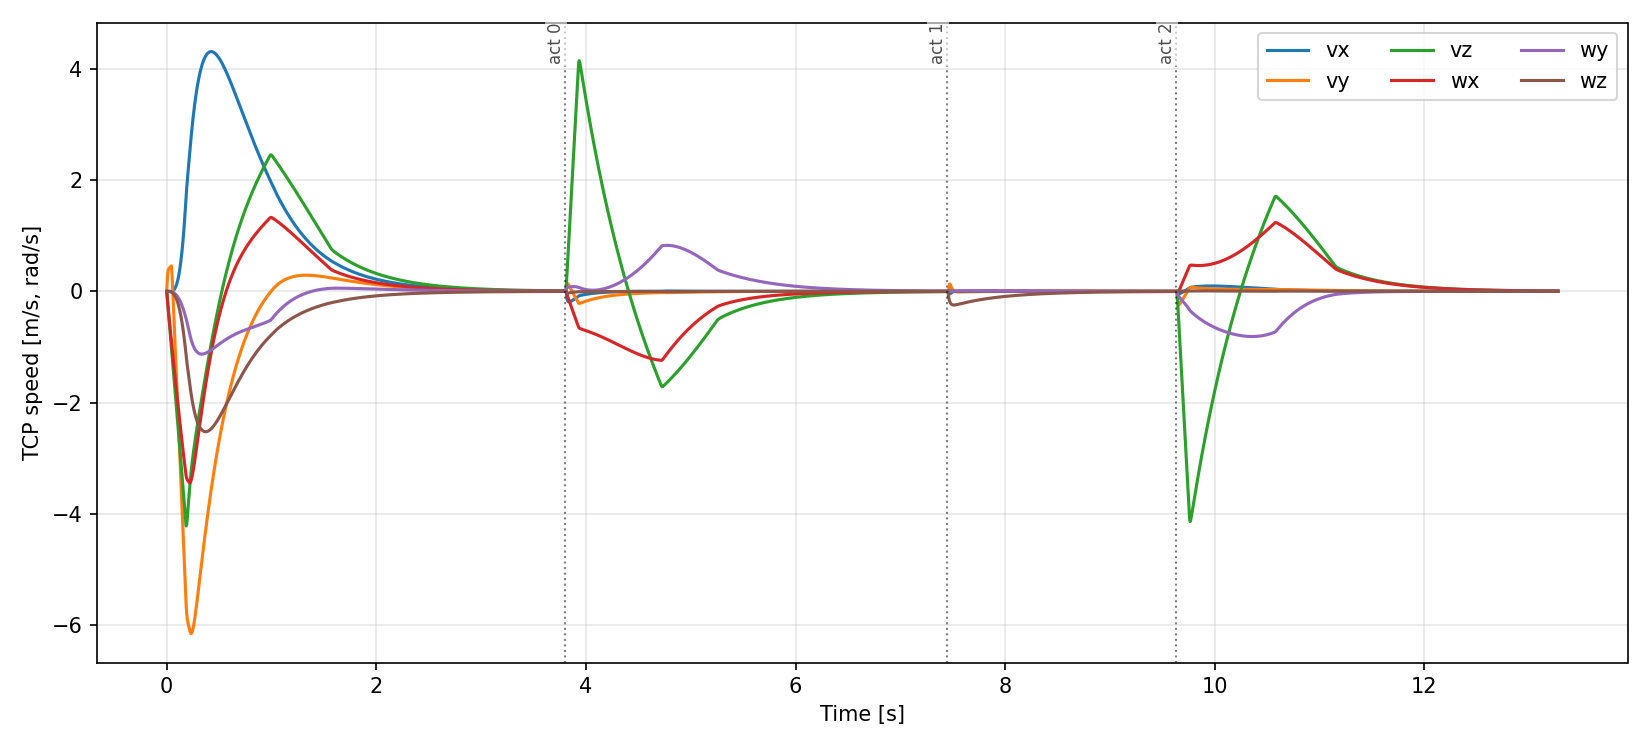 act 0
act 1
act 2
vx
vy
vz
wx
wy
wz
4
2
0
−2
−4
−6
TCP speed [m/s, rad/s]
0
2
4
6
8
10
12
Time [s]